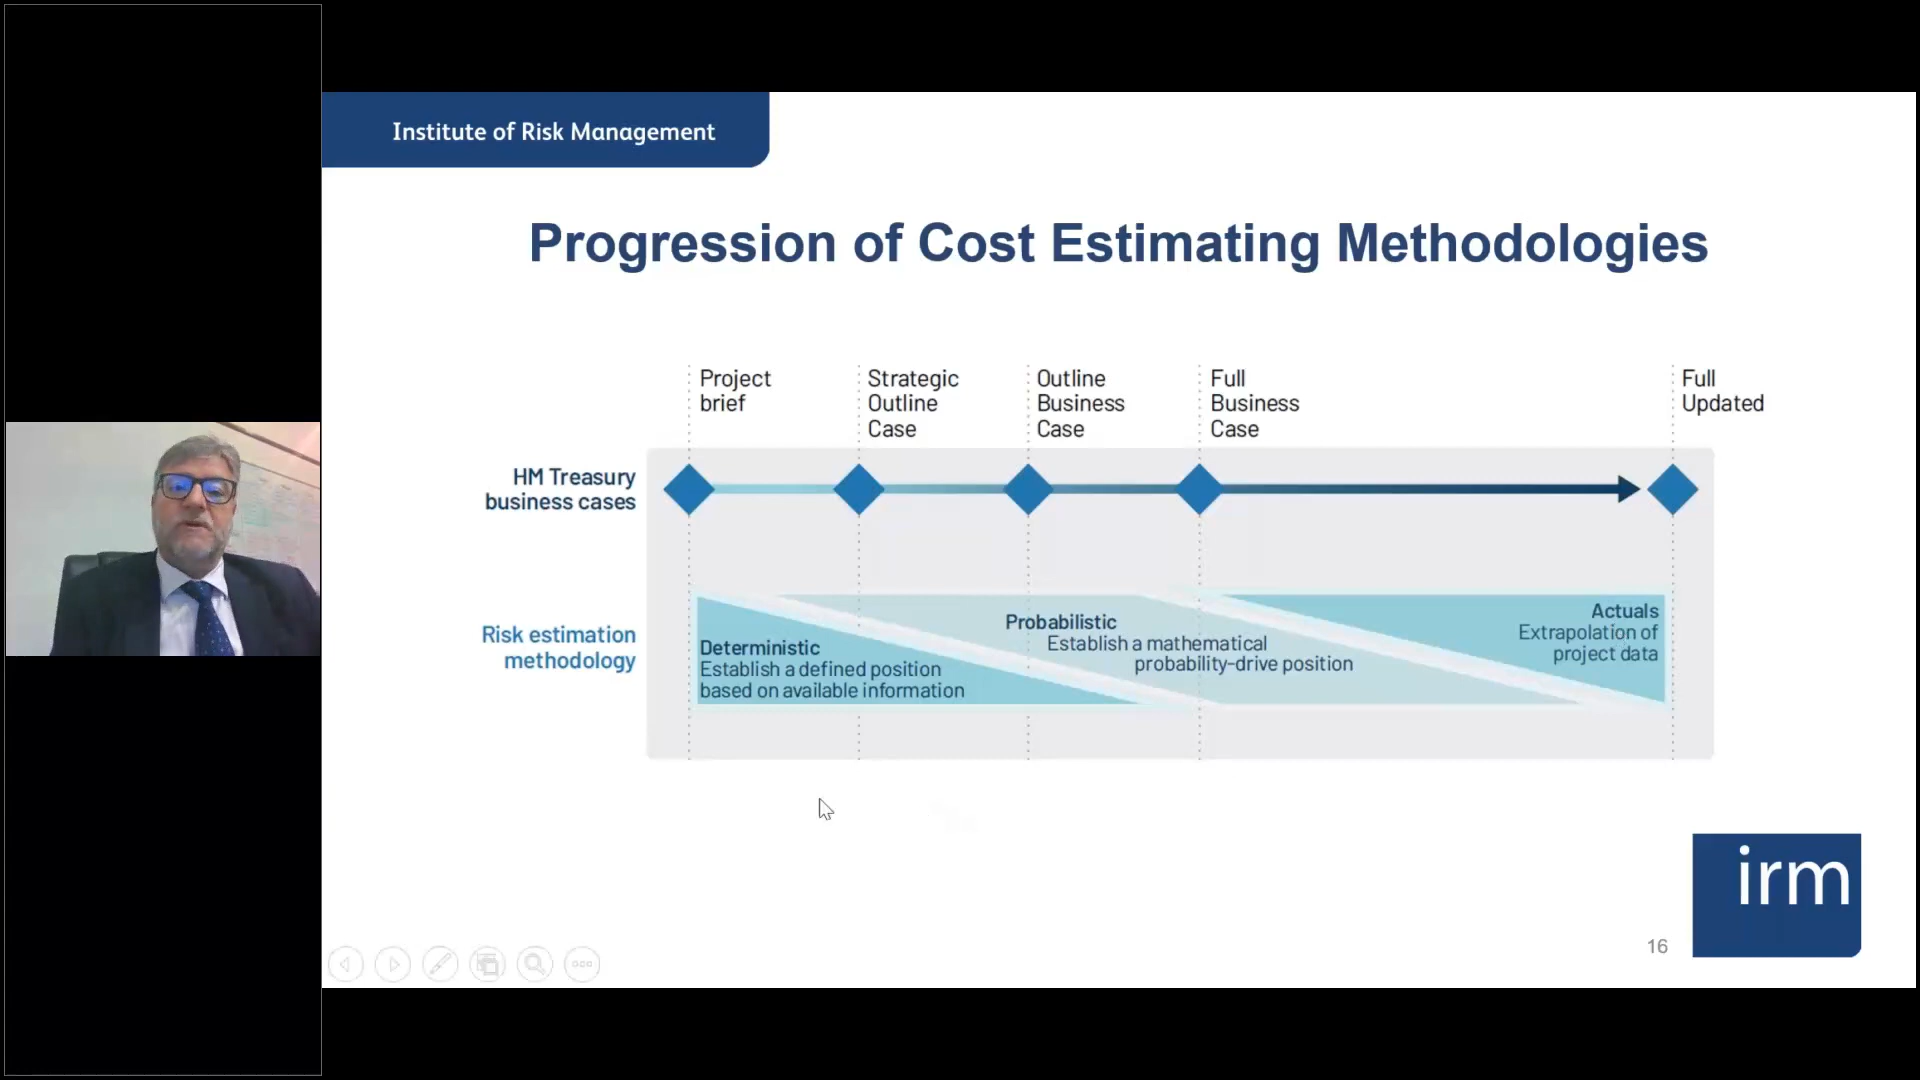 Institute of Risk Management
Progression of Cost Estimating Methodologies
Project
brief
Strategic
Outline
Case
Outline
Business
Case
Full
Business
Case
Full
Updated
HM Treasury
business cases
Risk estimation
methodology
Deterministic
Establish a defined position
based on available information
Probabilistic
Establish a mathematical
probability-drive position
Actuals
Extrapolation of
project data
16
irm